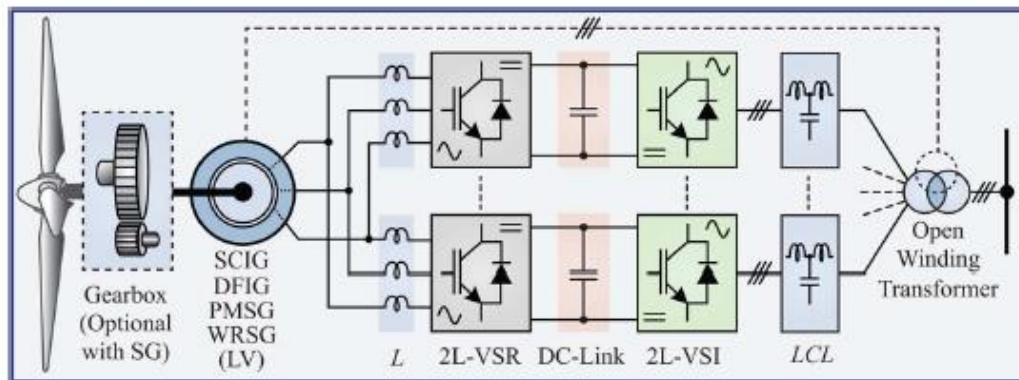 Gearbox
(Optional
with SG)
SCIG
DFIG
PMSG
WRSG
(LV)
L
2L-VSR
DC-Link
2L-VSI
LCL
Open
Winding
Transformer